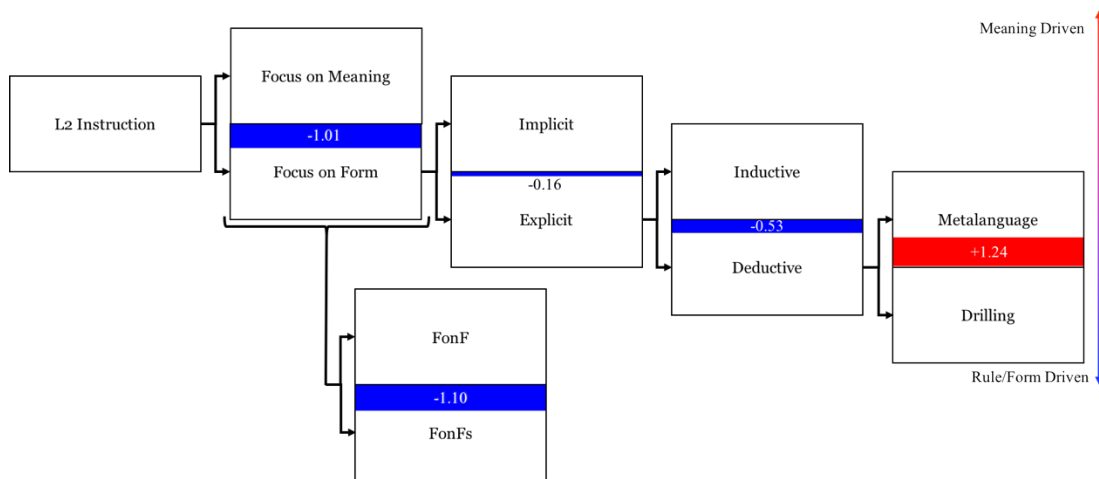 Meaning Driven
Focus on Meaning
L2 Instruction
-1.01
Focus on Form
Implicit
-0.16
Explicit
Inductive
-0.53
Deductive
Metalanguage
+1.24
Drilling
Rule/Form Driven
FonF
-1.10
FonFs